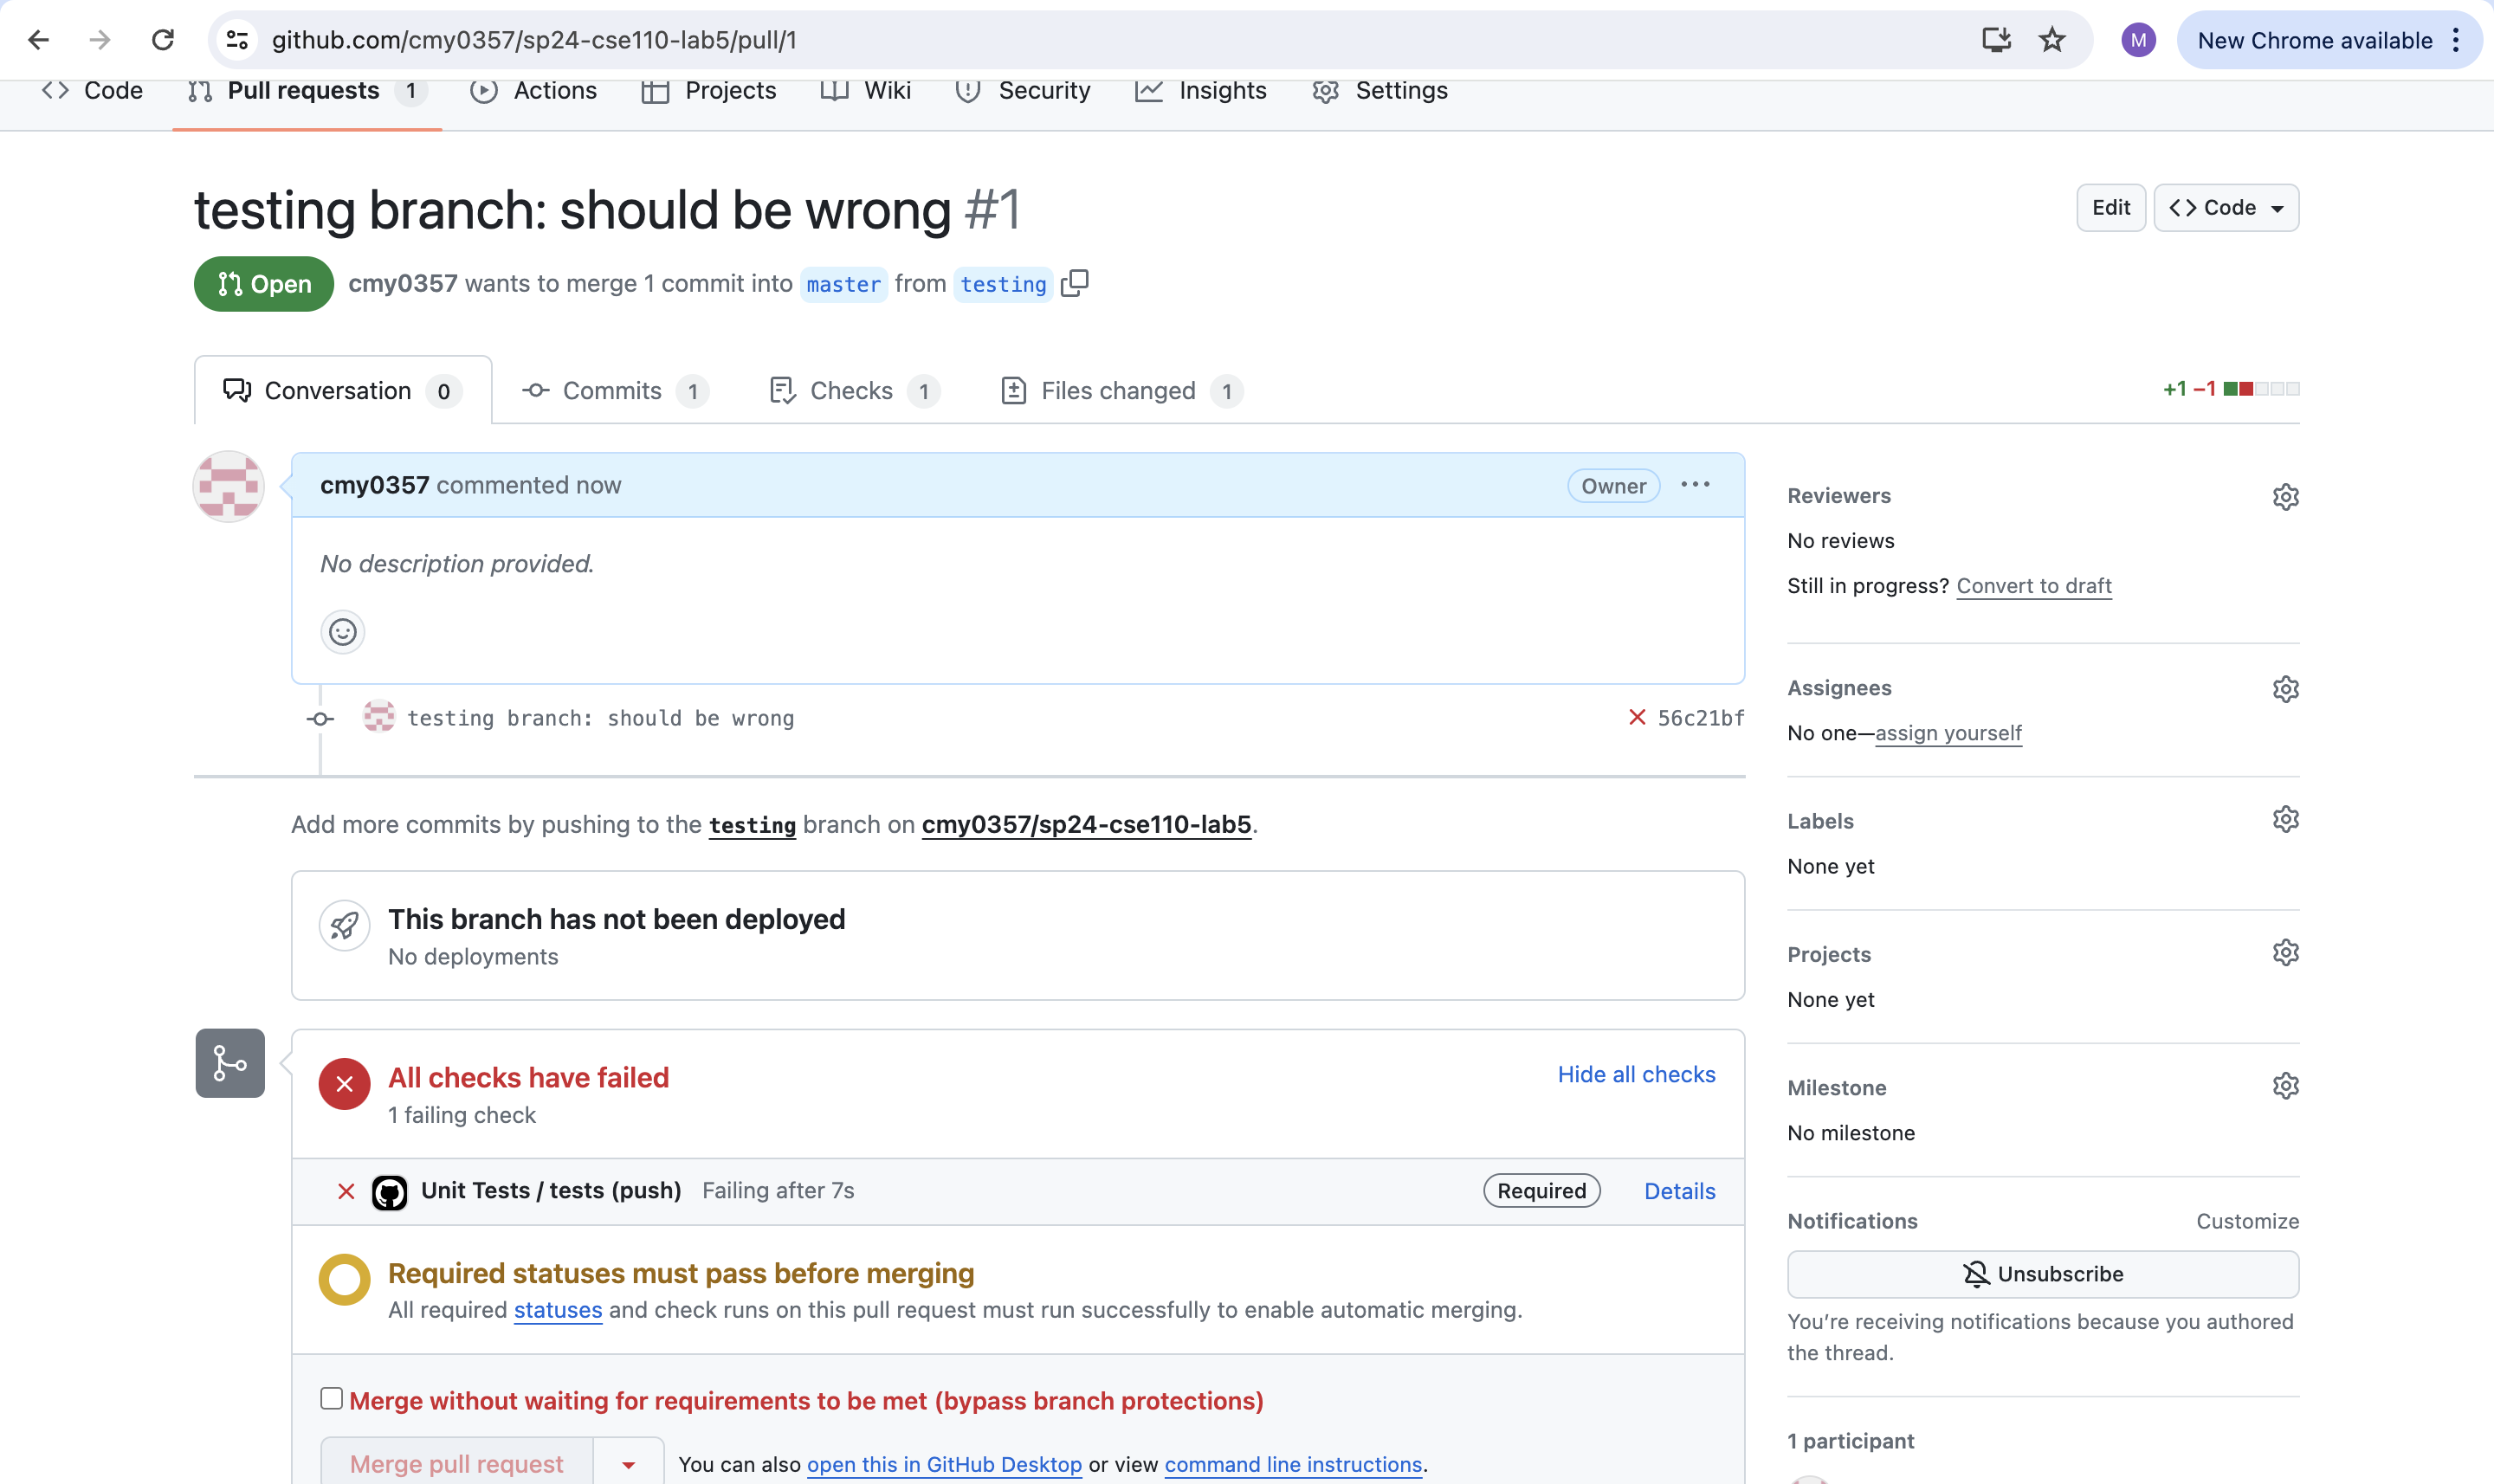 github.com/cmy0357/sp24-cse110-lab5/pull/1
M
New Chrome available
Code
Pull requests 1
Actions
Projects
Wiki
Security
Insights
Settings
testing branch: should be wrong #1
Edit
Code
Open
cmy0357 wants to merge 1 commit into master from testing
Conversation 0
Commits 1
Checks 1
Files changed 1
+1 −1
cmy0357 commented now
Owner
No description provided.
testing branch: should be wrong
56c21bf
Add more commits by pushing to the testing branch on cmy0357/sp24-cse110-lab5.
This branch has not been deployed
No deployments
All checks have failed
1 failing check
Hide all checks
Unit Tests / tests (push) Failing after 7s
Required
Details
Required statuses must pass before merging
All required statuses and check runs on this pull request must run successfully to enable automatic merging.
Merge without waiting for requirements to be met (bypass branch protections)
Merge pull request
You can also open this in GitHub Desktop or view command line instructions.
Reviewers
No reviews
Still in progress? Convert to draft
Assignees
No one—assign yourself
Labels
None yet
Projects
None yet
Milestone
No milestone
Notifications
Customize
Unsubscribe
You're receiving notifications because you authored
the thread.
1 participant